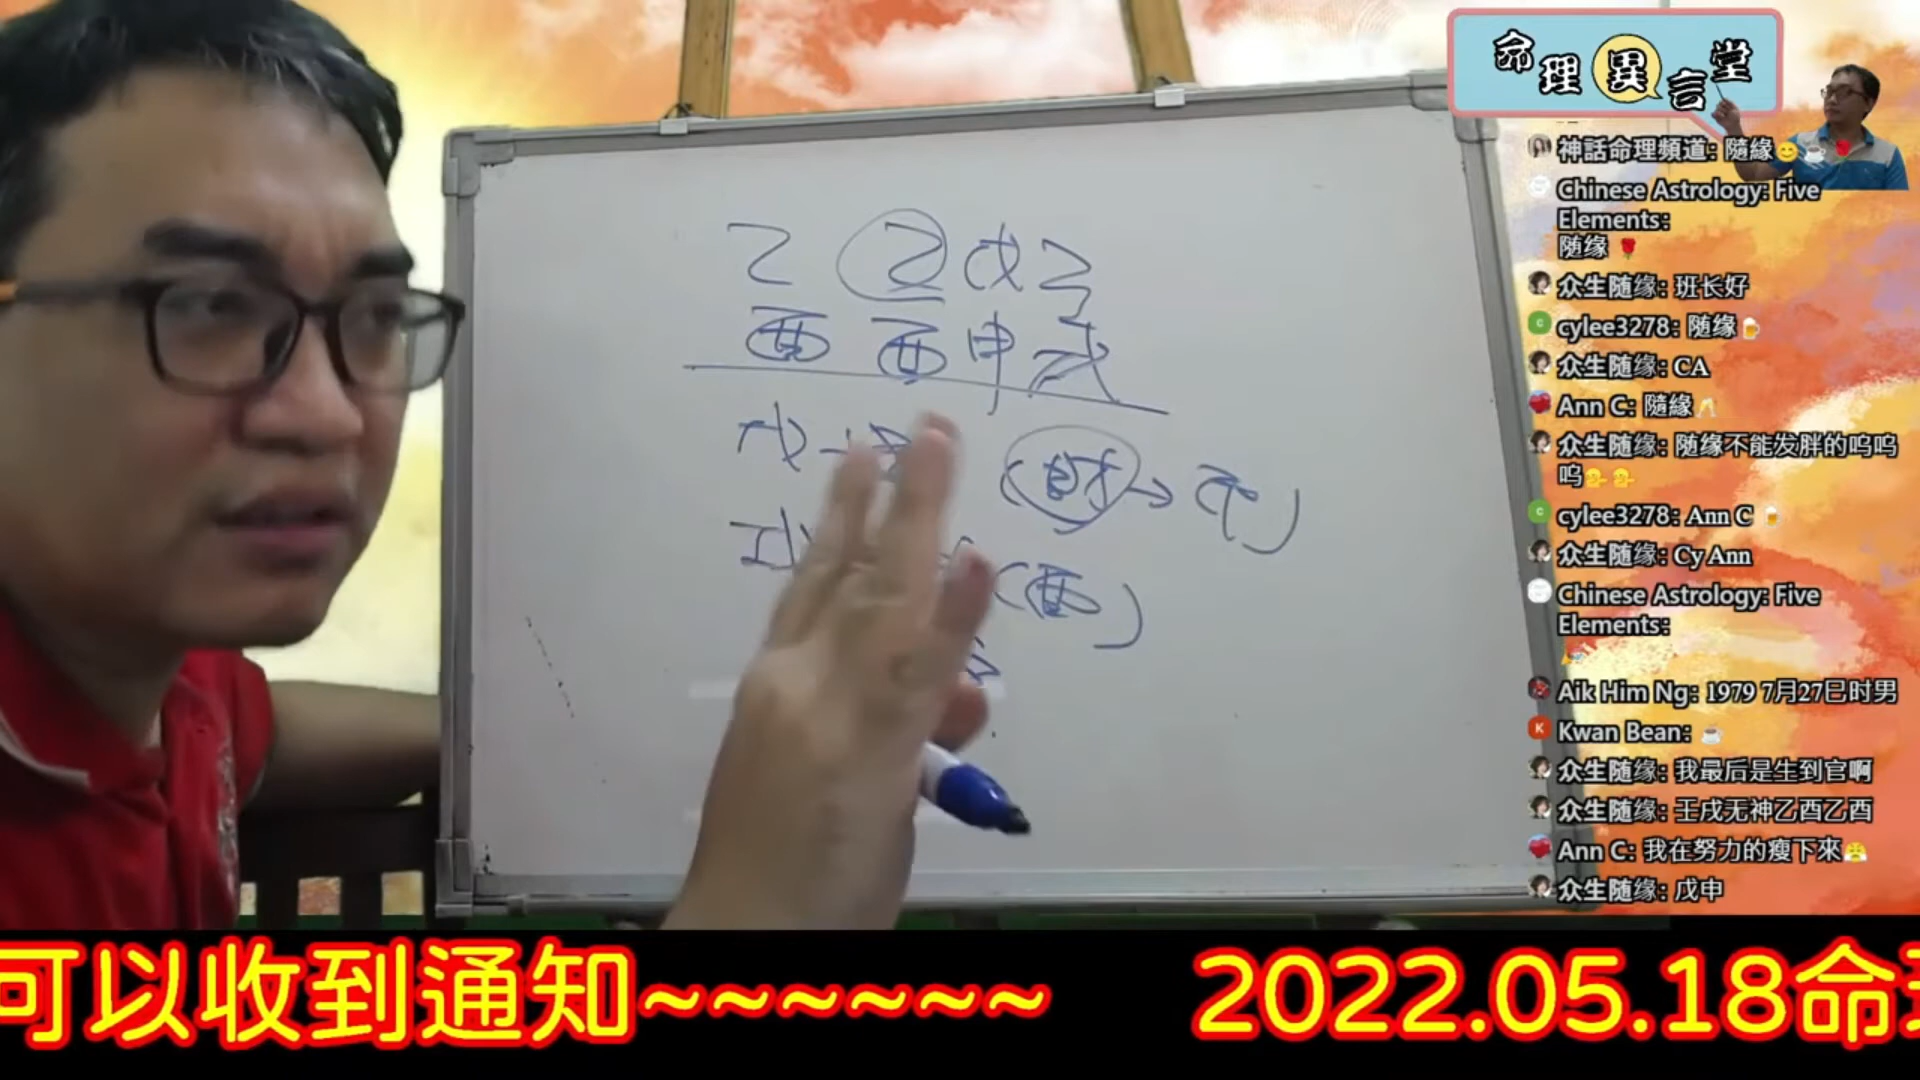 命理異言堂
乙 乙 戊 壬
酉 酉 申 戌
戊
(財→
(酉)
神話命理頻道: 隨緣😊☕🌹
Chinese Astrology: Five
Elements:
随缘 🌹
众生随缘: 班长好
cylee3278: 随缘🍺
众生随缘: CA
Ann C: 隨緣🥂
众生随缘: 随缘不能发胖的呜呜
呜
cylee3278: Ann C 🍺
众生随缘: Cy Ann
Chinese Astrology: Five
Elements:
🎉
Aik Him Ng: 1979 7月27巳时男
Kwan Bean: ☕
众生随缘: 我最后是生到官啊
众生随缘: 壬戌无神乙酉乙酉
Ann C: 我在努力的瘦下來😤
众生随缘: 戊申
可以收到通知~~~~~~~ 2022.05.18命